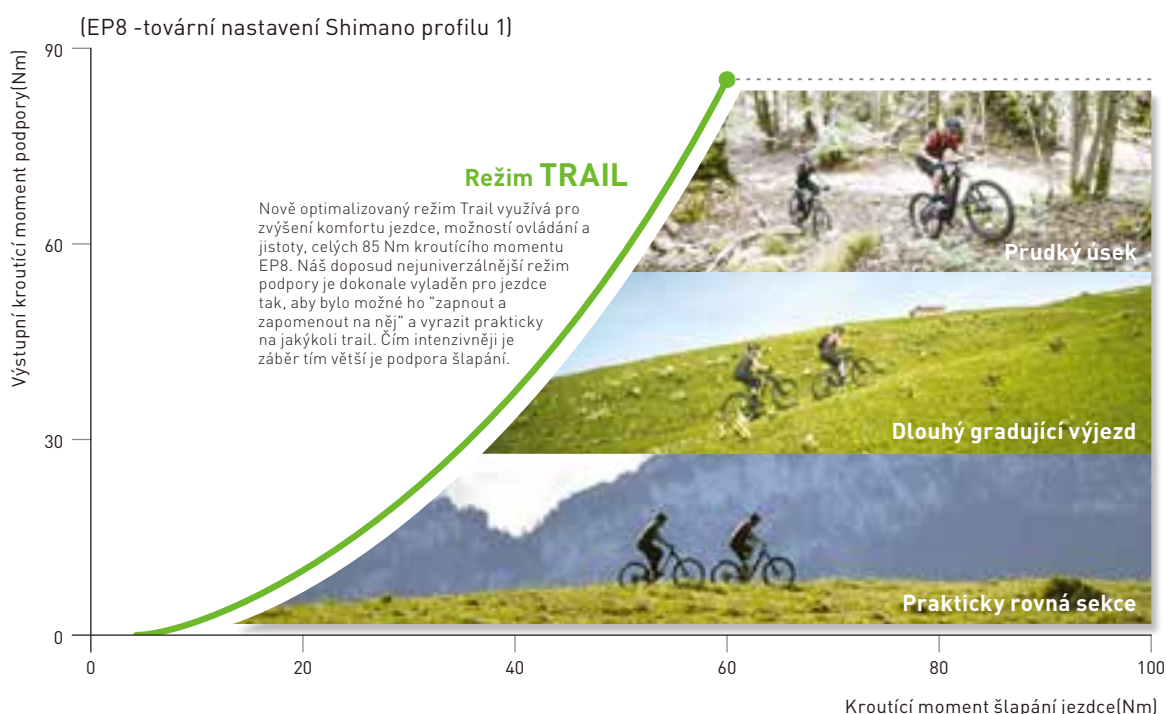 (EP8 -tovární nastavení Shimano profilu 1)
Výstupní kroutící moment podpory(Nm)
90
60
30
0
Režim TRAIL
Nově optimalizovaný režim Trail využívá pro
zvýšení komfortu jezdce, možností ovládání a
jistoty, celých 85 Nm kroutícího momentu
EP8. Náš doposud nejuniverzálnější režim
podpory je dokonale vyladěn pro jezdce
tak, aby bylo možné ho "zapnout a
zapomenout na něj" a vyrazit prakticky
na jakýkoli trail. Čím intenzivněji je
záběr tím větší je podpora šlapání.
Prudký úsek
Dlouhý gradující výjezd
Prakticky rovná sekce
0 20 40 60 80 100
Kroutící moment šlapání jezdce(Nm)